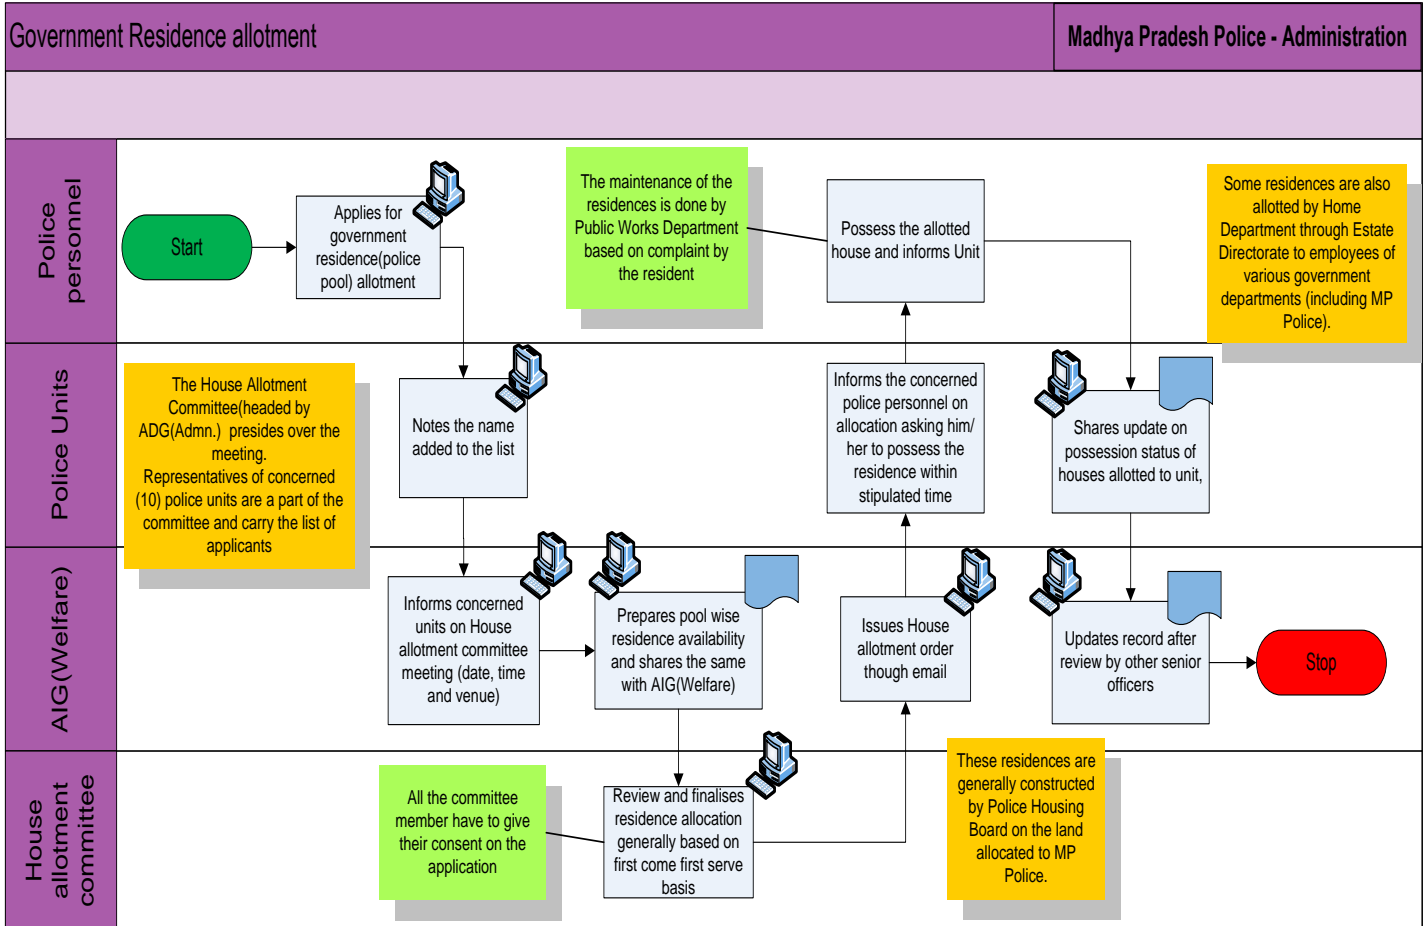 Government Residence allotment
Madhya Pradesh Police - Administration
Police
personnel
Start
Applies for
government
residence(police
pool) allotment
The maintenance of the
residences is done by
Public Works Department
based on complaint by
the resident
Possess the allotted
house and informs Unit
Some residences are also
allotted by Home
Department through Estate
Directorate to employees of
various government
departments (including MP
Police).
Police Units
The House Allotment
Committee(headed by
ADG(Admn.)  presides over the
meeting.
Representatives of concerned
(10) police units are a part of the
committee and carry the list of
applicants
Notes the name
added to the list
Informs the concerned
police personnel on
allocation asking him/
her to possess the
residence within
stipulated time
Shares update on
possession status of
houses allotted to unit,
AIG(Welfare)
Informs concerned
units on House
allotment committee
meeting (date, time
and venue)
Prepares pool wise
residence availability
and shares the same
with AIG(Welfare)
Issues House
allotment order
though email
Updates record after
review by other senior
officers
Stop
House
allotment
committee
All the committee
member have to give
their consent on the
application
Review and finalises
residence allocation
generally based on
first come first serve
basis
These residences are
generally constructed
by Police Housing
Board on the land
allocated to MP
Police.